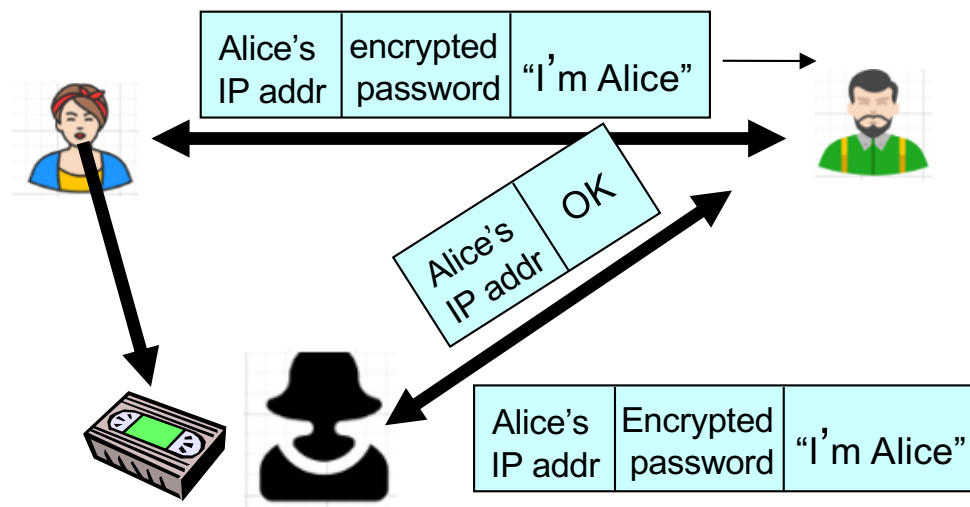 Alice’s
IP addr
encrypted
password
“I’m Alice”
Alice’s
IP addr
OK
Alice’s
IP addr
Encrypted
password
“I’m Alice”